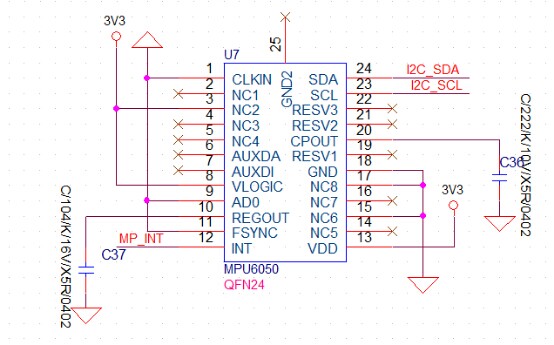 3V3
U7
25
GND2
1 CLKIN SDA 24 I2C_SDA
2 NC1 SCL 23 I2C_SCL
3 NC2 RESV3 22
4 NC3 RESV2 21
5 NC4 CPOUT 20
6 AUXDA RESV1 19
7 AUXDI GND 18
8 VLOGIC NC8 17
9 AD0 NC7 16
10 REGOUT NC6 15
11 FSYNC NC5 14
12 INT VDD 13
MP_INT
3V3
C36
C/222/K/10V/X5R/0402
C37
C/104/K/16V/X5R/0402
MPU6050
QFN24